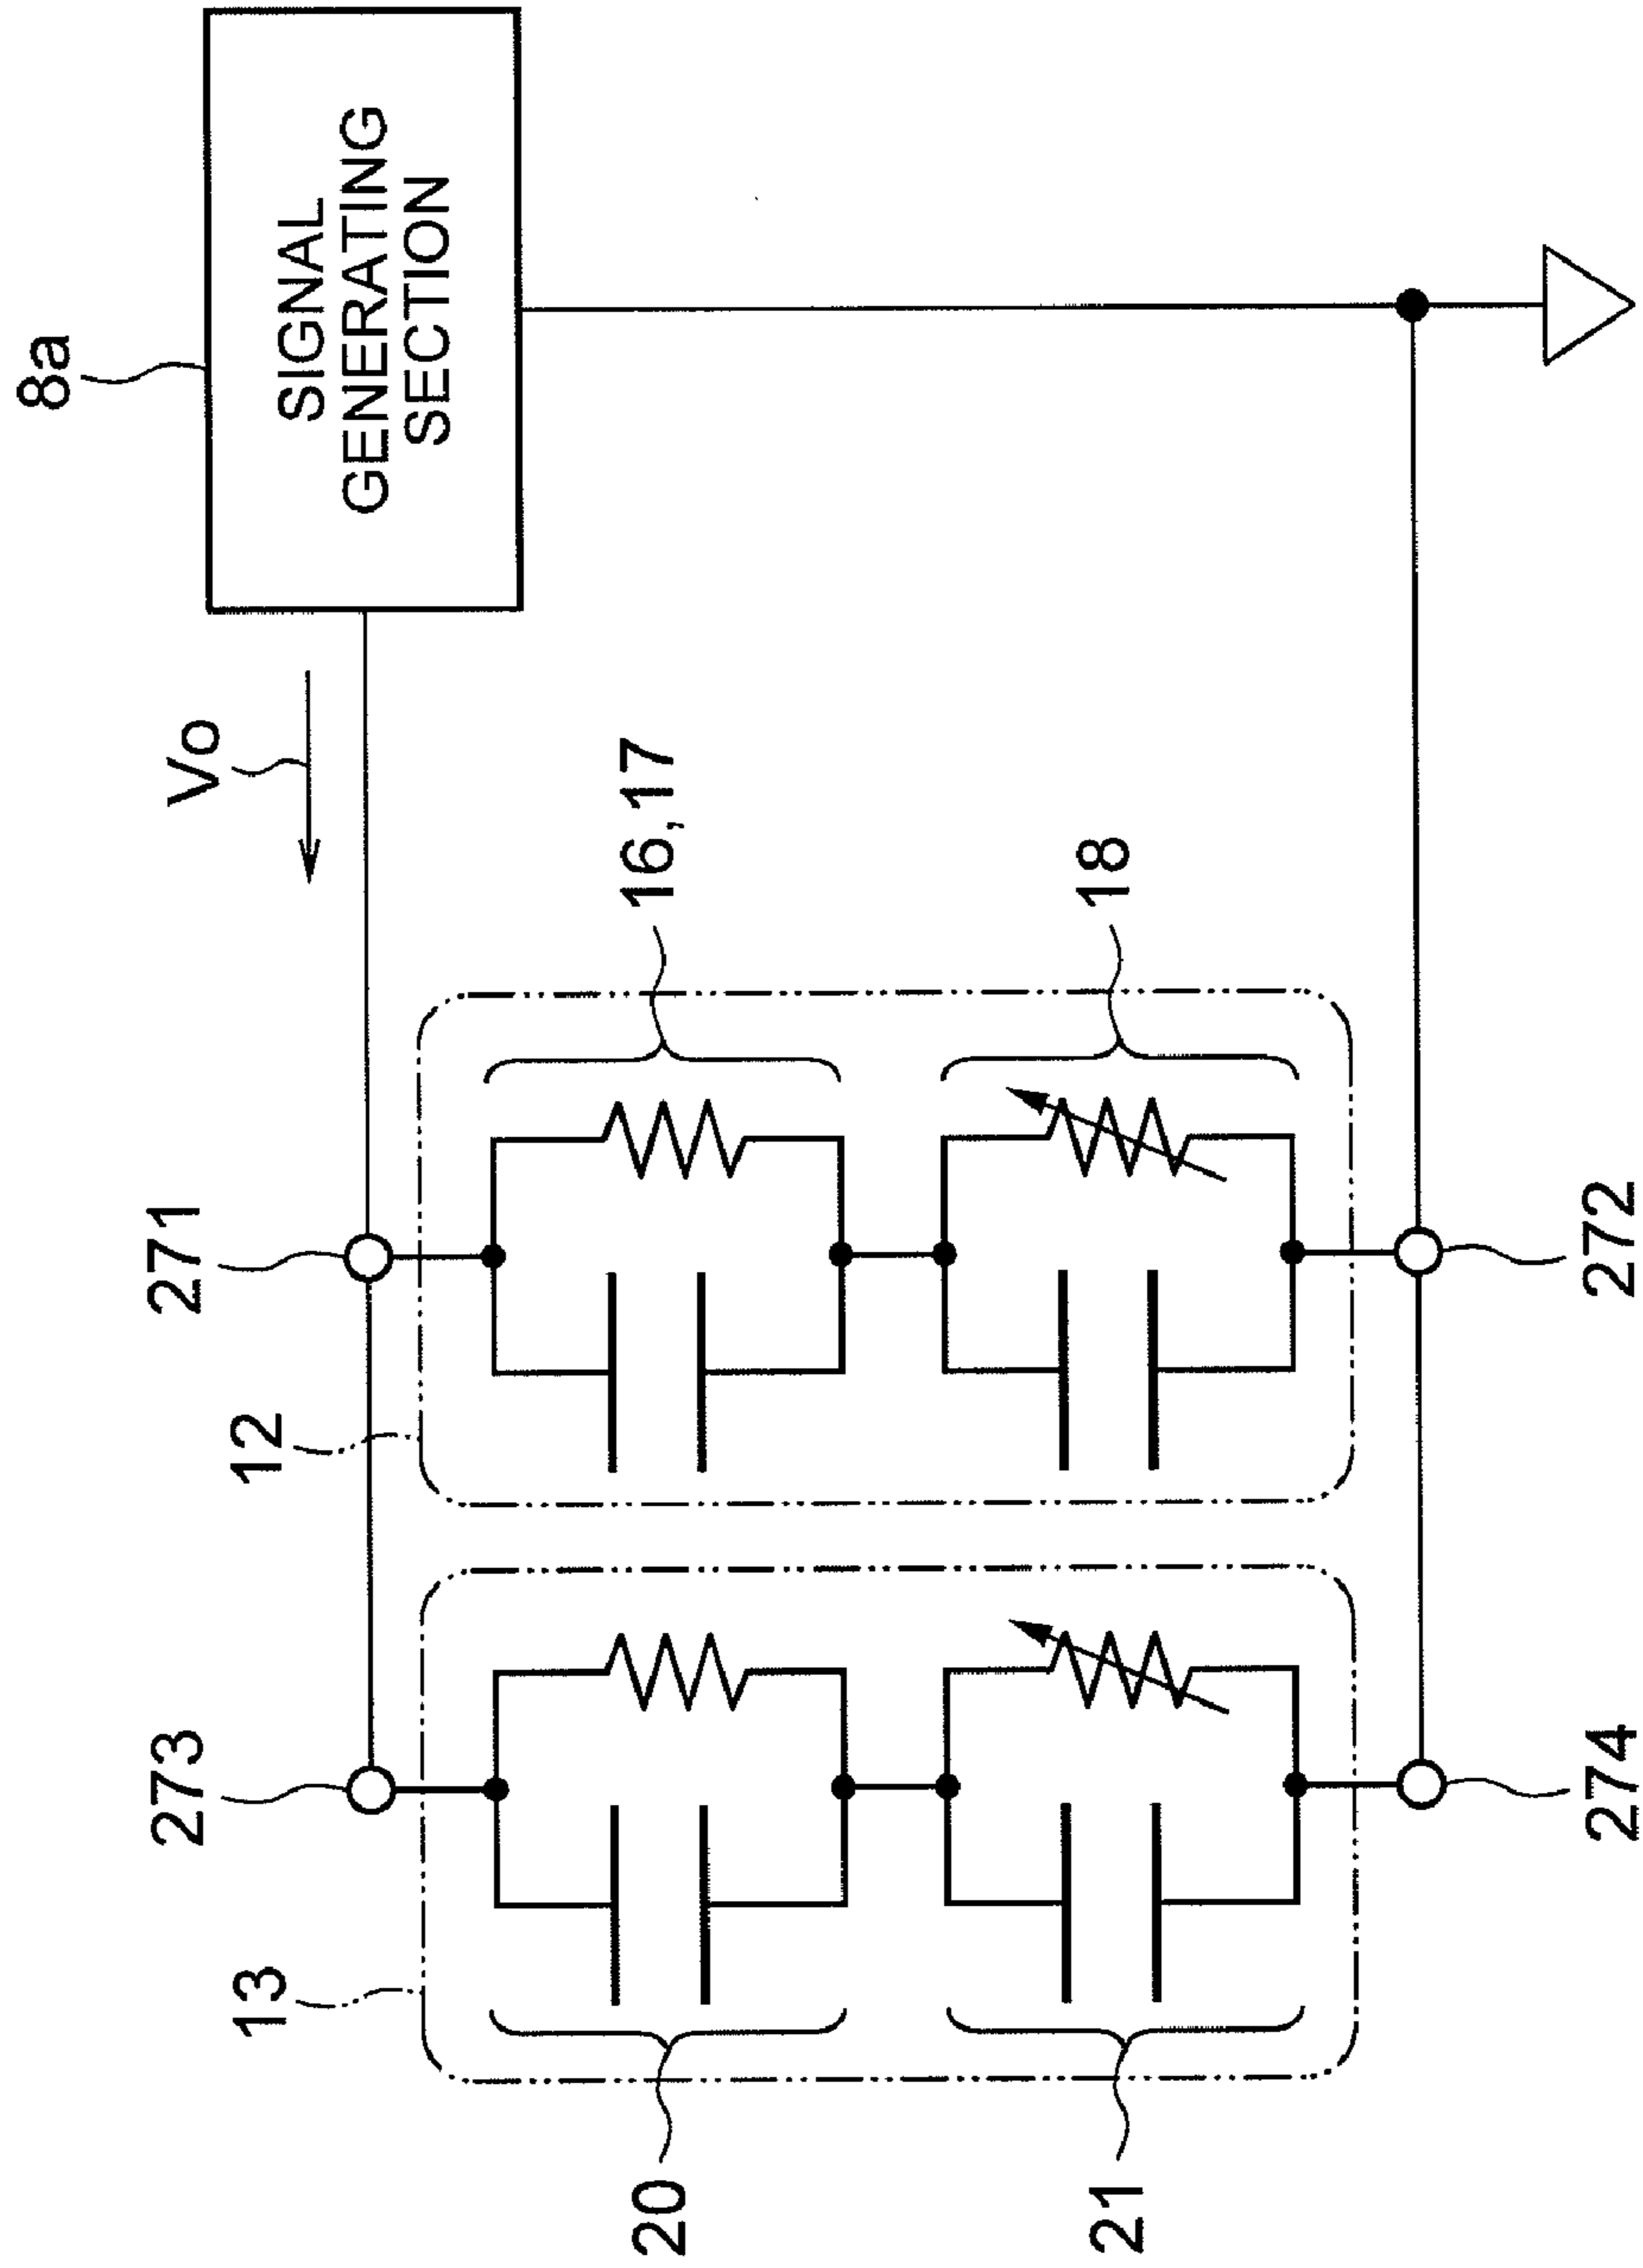 8a
SIGNAL
GENERATING
SECTION
Vo
271
273
12
13
16,17
18
20
21
272
274